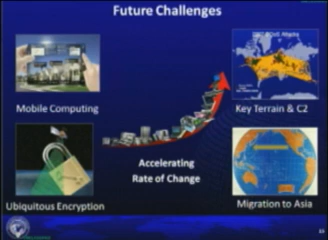 Future Challenges
Mobile Computing
Key Terrain & C2
Accelerating
Rate of Change
Ubiquitous Encryption
Migration to Asia